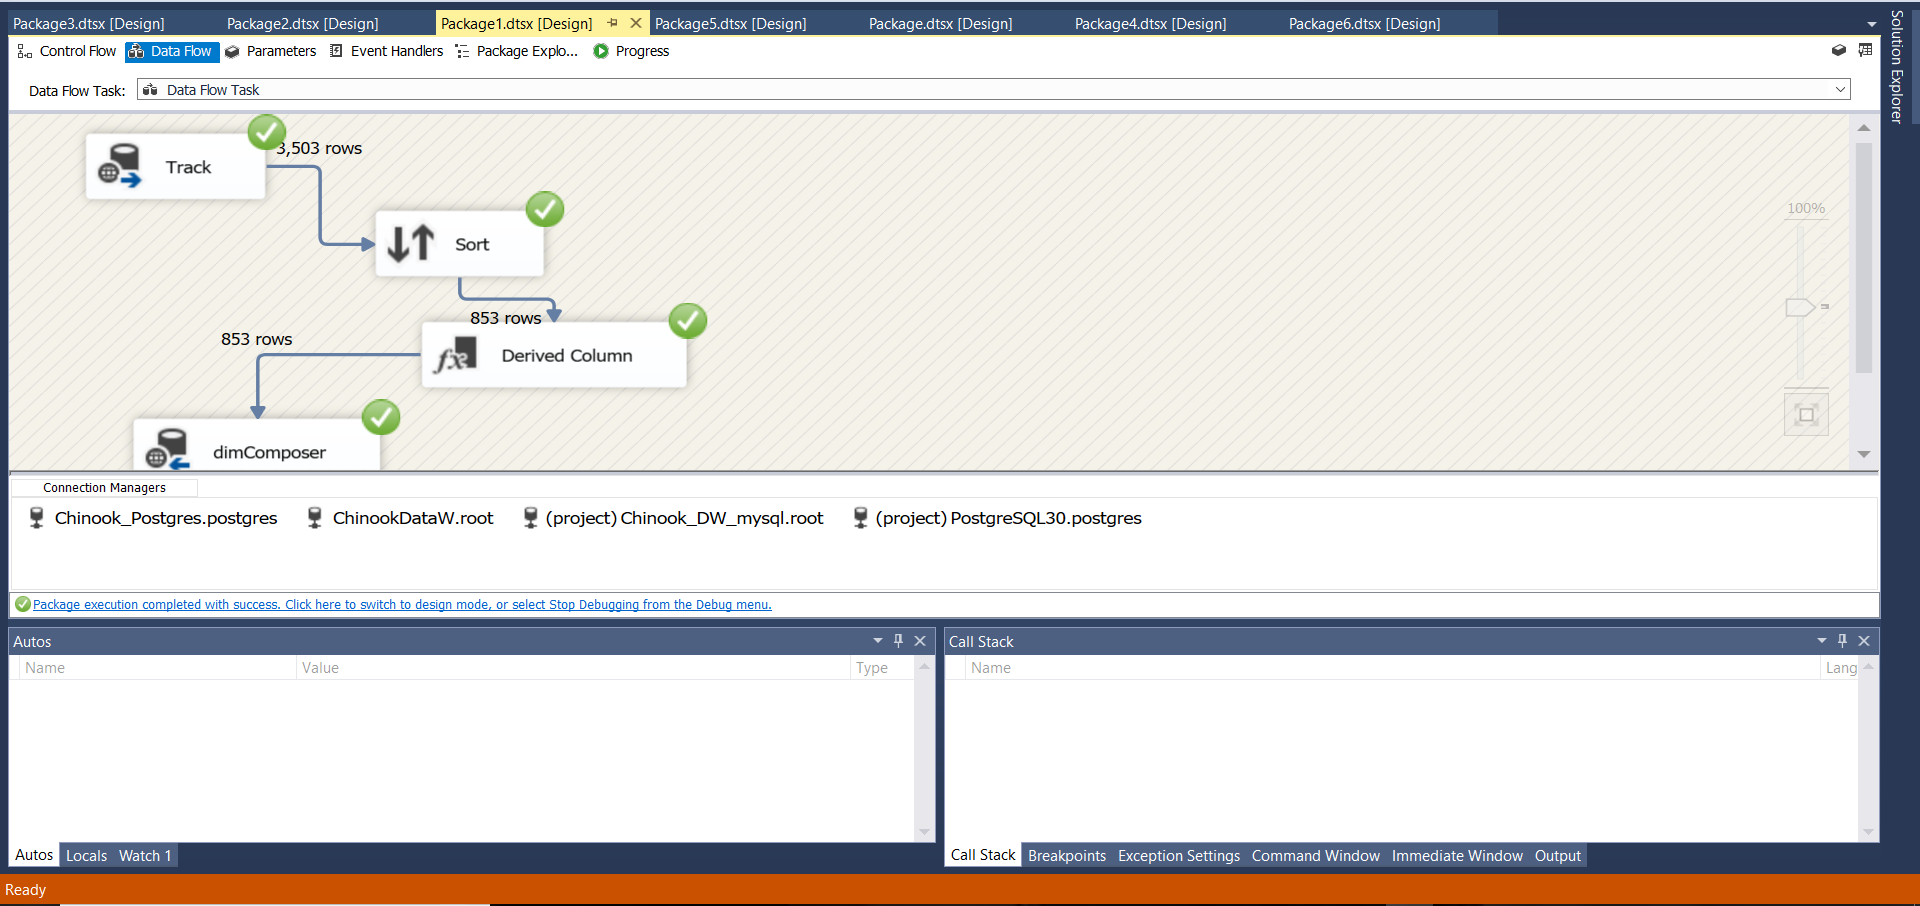 Package3.dtsx [Design]
Package2.dtsx [Design]
Package1.dtsx [Design]
Package5.dtsx [Design]
Package.dtsx [Design]
Package4.dtsx [Design]
Package6.dtsx [Design]
Solution Explorer
Control Flow
Data Flow
Parameters
Event Handlers
Package Explo...
Progress
Data Flow Task:
Data Flow Task
Track
3,503 rows
Sort
853 rows
Derived Column
853 rows
dimComposer
100%
Connection Managers
Chinook_Postgres.postgres
ChinookDataW.root
(project) Chinook_DW_mysql.root
(project) PostgreSQL30.postgres
Package execution completed with success. Click here to switch to design mode, or select Stop Debugging from the Debug menu.
Autos
Name
Value
Type
Call Stack
Name
Lang
Autos
Locals
Watch 1
Call Stack
Breakpoints
Exception Settings
Command Window
Immediate Window
Output
Ready